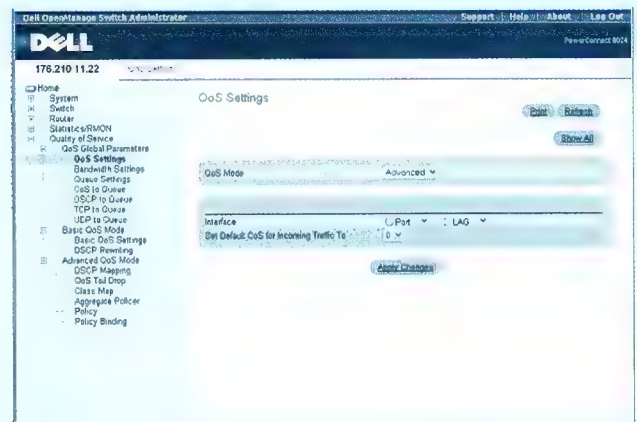 Dell OpenManage Switch Administrator
Support Help About Log Out
DELL
PowerConnect 8024
176.210 11.22
Home
System
Switch
Router
Statistics/RMON
Quality of Service
QoS Global Parameters
QoS Settings
Bandwidth Settings
Queue Settings
CoS to Queue
DSCP to Queue
TCP to Queue
UDP to Queue
Basic QoS Mode
Basic QoS Settings
DSCP Rewriting
Advanced QoS Mode
DSCP Mapping
QoS Tail Drop
Class Map
Aggregate Policer
Policy
Policy Binding
QoS Settings
Print Refresh
Show All
QoS Mode Advanced
Interface Port LAG
Set Default CoS for Incoming Traffic To 0
Apply Changes